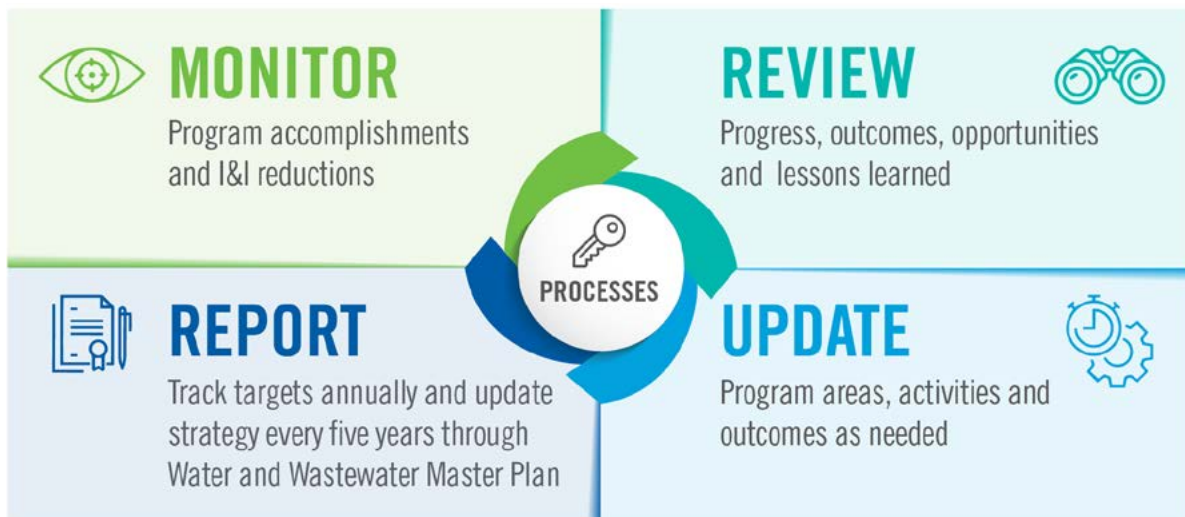 MONITOR
Program accomplishments
and I&I reductions
REVIEW
Progress, outcomes, opportunities
and lessons learned
PROCESSES
REPORT
Track targets annually and update
strategy every five years through
Water and Wastewater Master Plan
UPDATE
Program areas, activities and
outcomes as needed